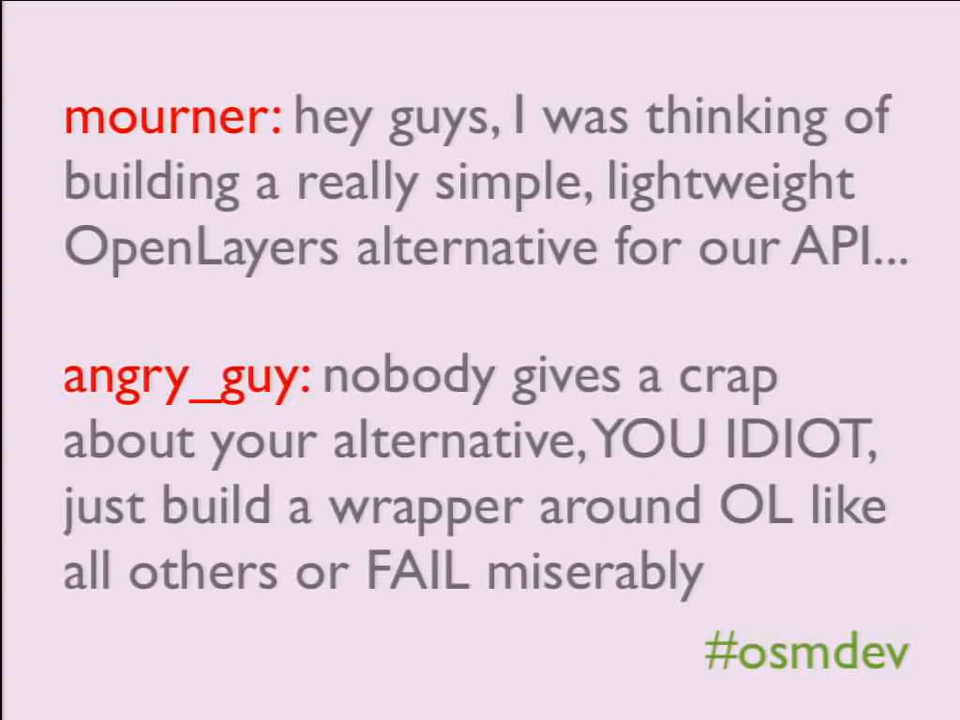 mourner: hey guys, I was thinking of
building a really simple, lightweight
OpenLayers alternative for our API...
angry_guy: nobody gives a crap
about your alternative, YOU IDIOT,
just build a wrapper around OL like
all others or FAIL miserably
#osmdev